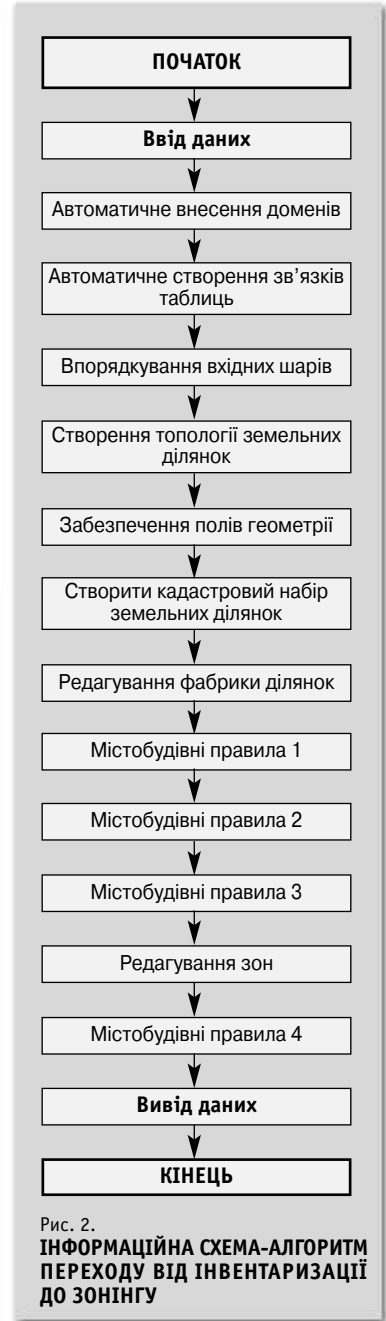 ПОЧАТОК
Ввід даних
Автоматичне внесення доменів
Автоматичне створення зв’язків
таблиць
Впорядкування вхідних шарів
Створення топології земельних
ділянок
Забезпечення полів геометрії
Створити кадастровий набір
земельних ділянок
Редагування фабрики ділянок
Містобудівні правила 1
Містобудівні правила 2
Містобудівні правила 3
Редагування зон
Містобудівні правила 4
Вивід даних
КІНЕЦЬ
Рис. 2.
ІНФОРМАЦІЙНА СХЕМА-АЛГОРИТМ
ПЕРЕХОДУ ВІД ІНВЕНТАРИЗАЦІЇ
ДО ЗОНІНГУ